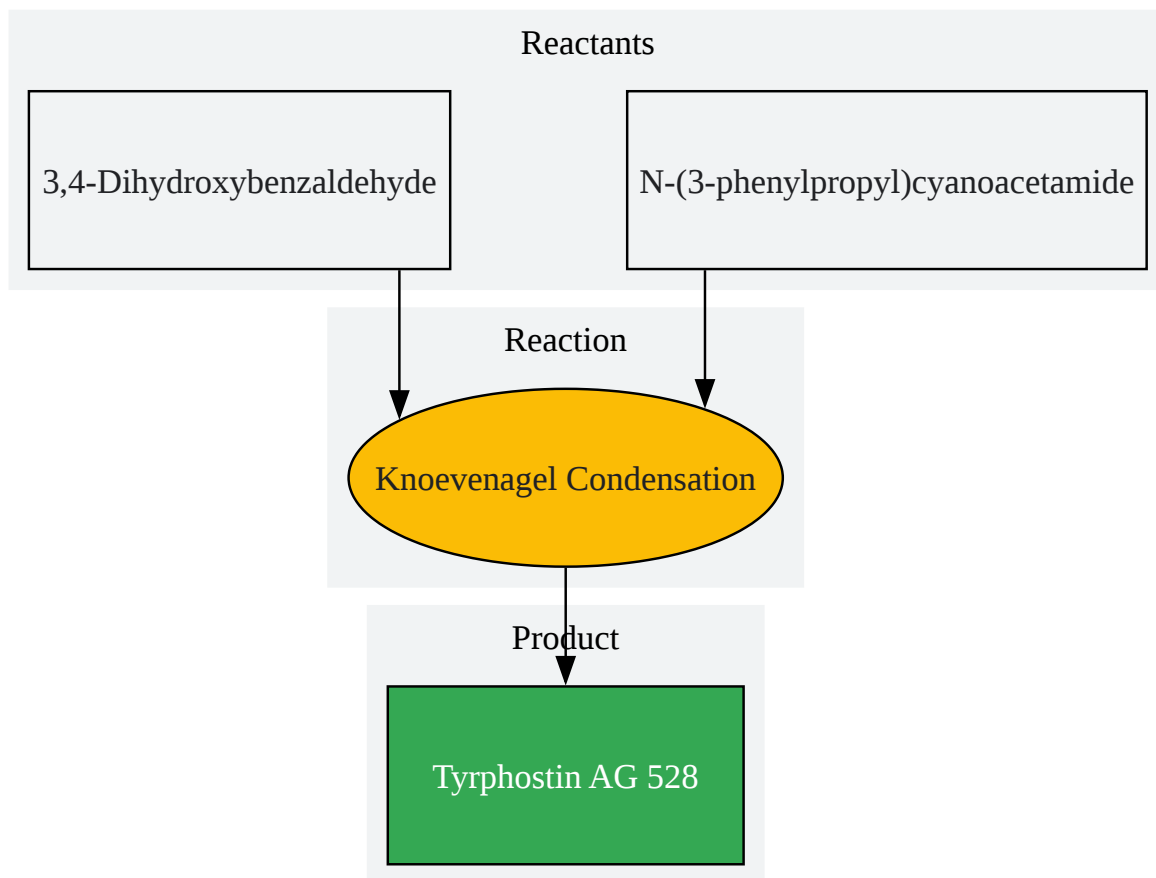 Reactants
3,4-Dihydroxybenzaldehyde
N-(3-phenylpropyl)cyanoacetamide
Reaction
Knoevenagel Condensation
Product
Tyrphostin AG 528